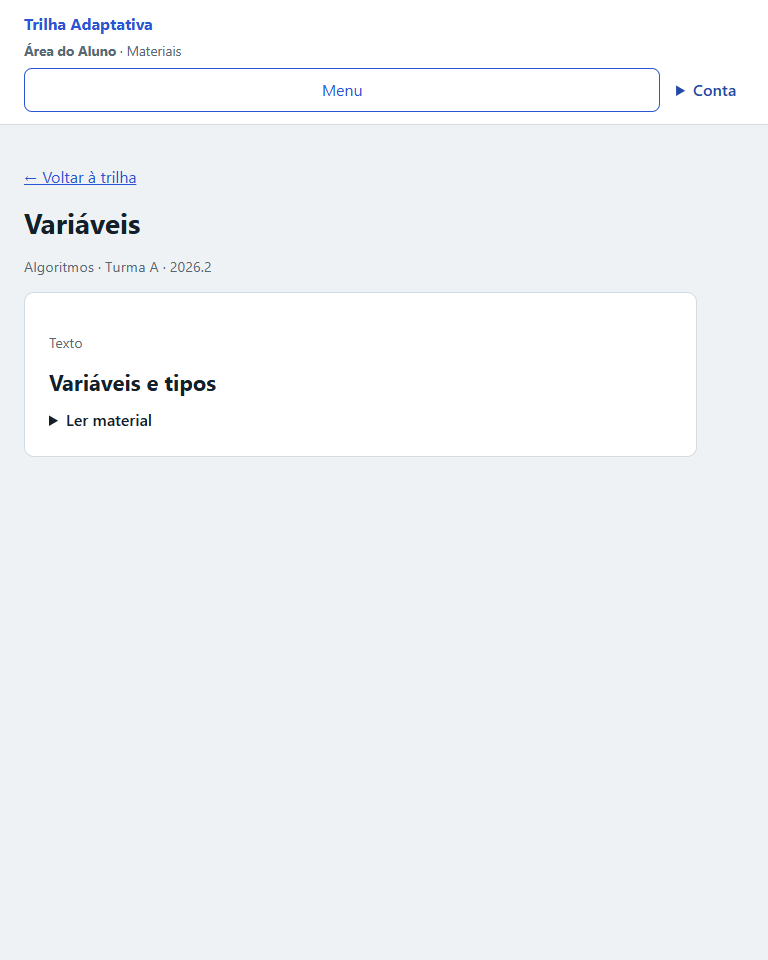 Trilha Adaptativa
Área do Aluno · Materiais
Menu
▶ Conta
← Voltar à trilha
Variáveis
Algoritmos · Turma A · 2026.2
Texto
Variáveis e tipos
▶ Ler material